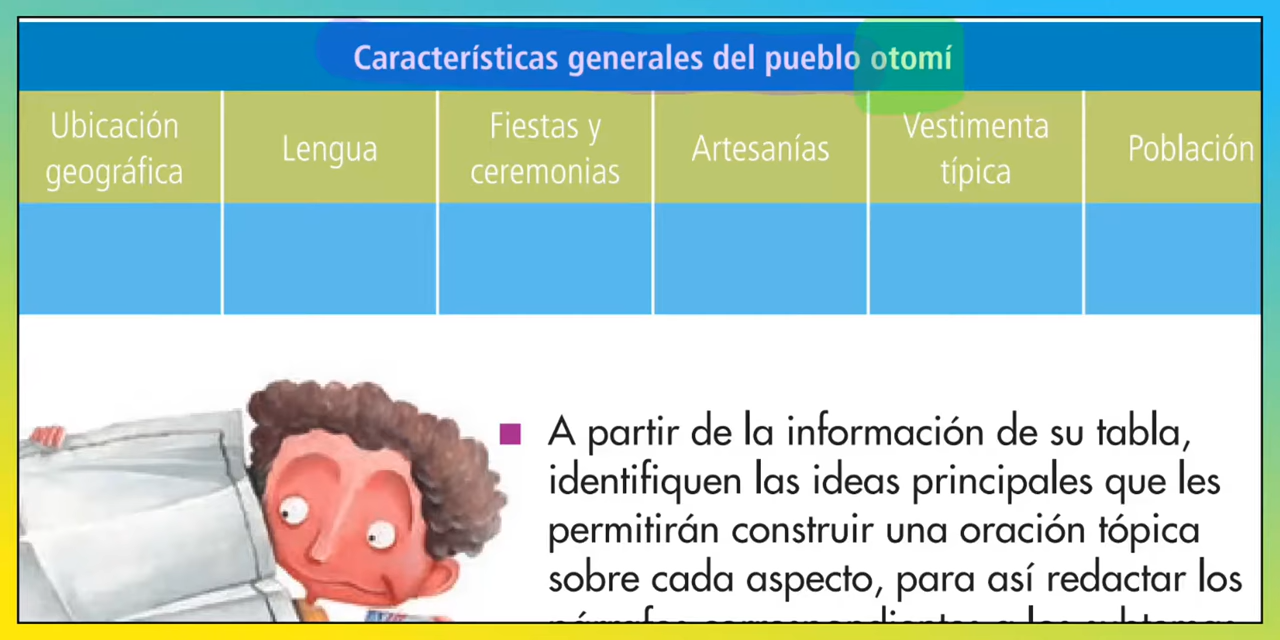 Características generales del pueblo otomí
Ubicación
geográfica
Lengua
Fiestas y
ceremonias
Artesanías
Vestimenta
típica
Población
A partir de la información de su tabla,
identifiquen las ideas principales que les
permitirán construir una oración tópica
sobre cada aspecto, para así redactar los